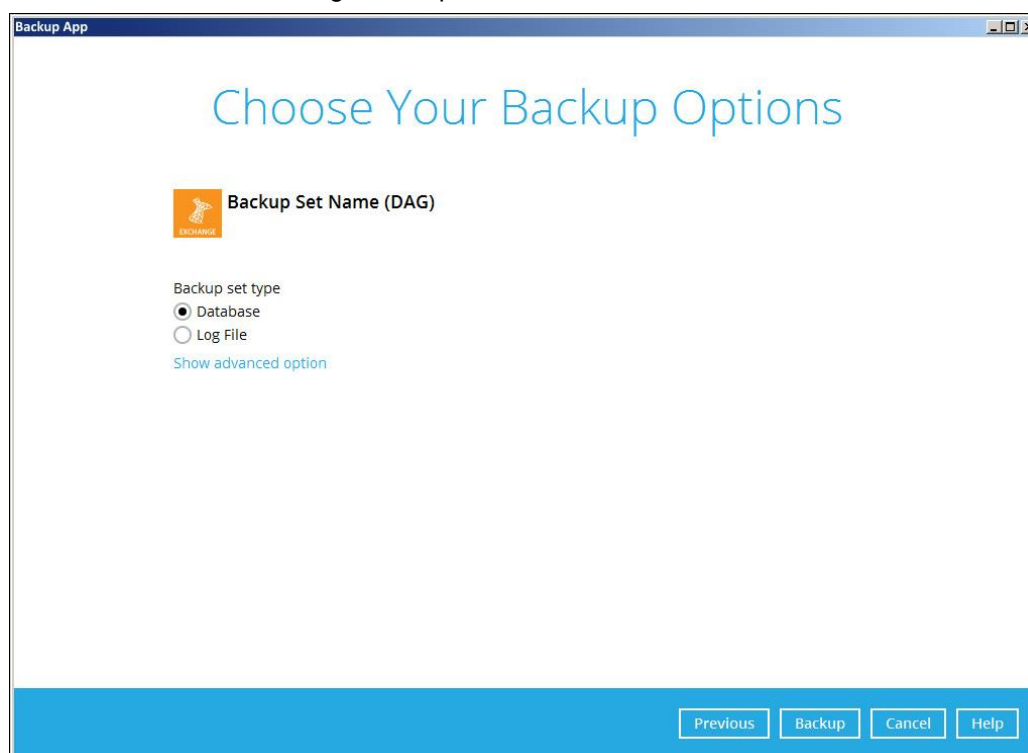 Backup App
Choose Your Backup Options
Backup Set Name (DAG)
EXCHANGE
Backup set type
Database
Log File
Show advanced option
Previous Backup Cancel Help